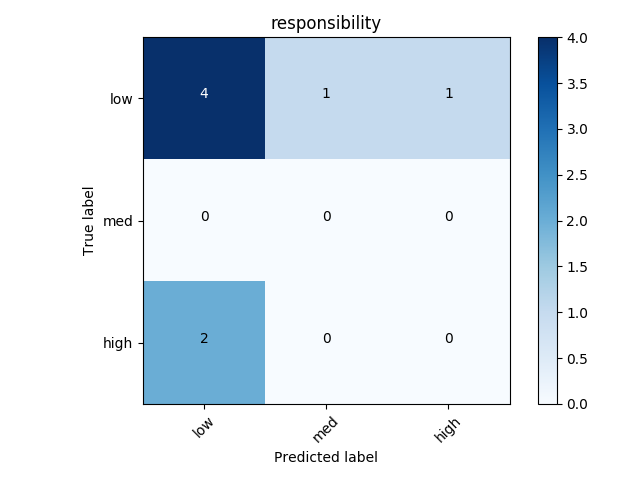 responsibility
True label
low
med
high
4 1 1
0 0 0
2 0 0
low med high
Predicted label
4.0
3.5
3.0
2.5
2.0
1.5
1.0
0.5
0.0